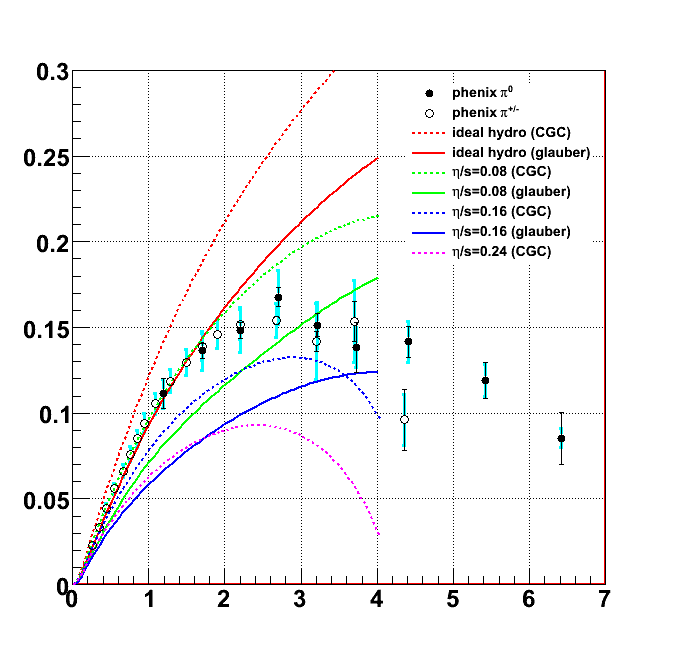 0.3
0.25
0.2
0.15
0.1
0.05
0
phenix π⁰
phenix π⁺/⁻
ideal hydro (CGC)
ideal hydro (glauber)
η/s=0.08 (CGC)
η/s=0.08 (glauber)
η/s=0.16 (CGC)
η/s=0.16 (glauber)
η/s=0.24 (CGC)
0 1 2 3 4 5 6 7